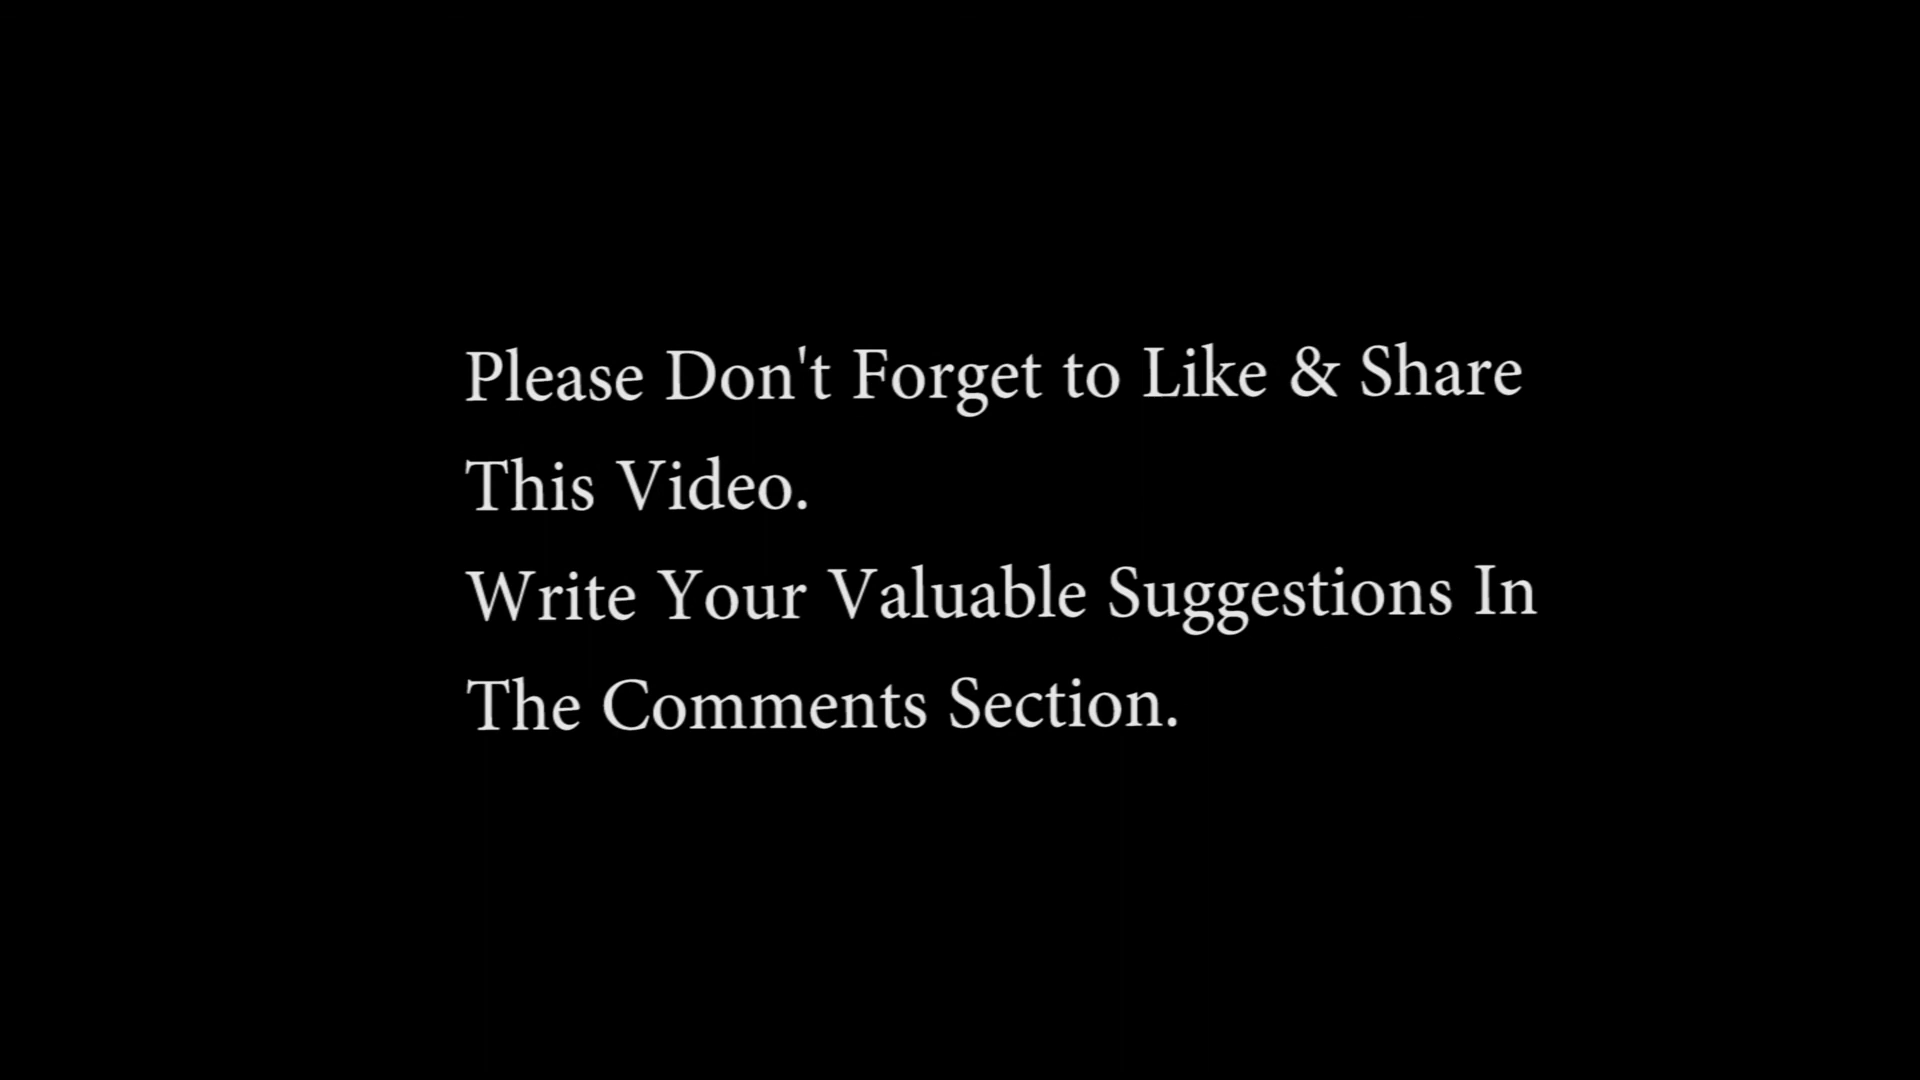 Please Don't Forget to Like & Share
This Video.
Write Your Valuable Suggestions In
The Comments Section.